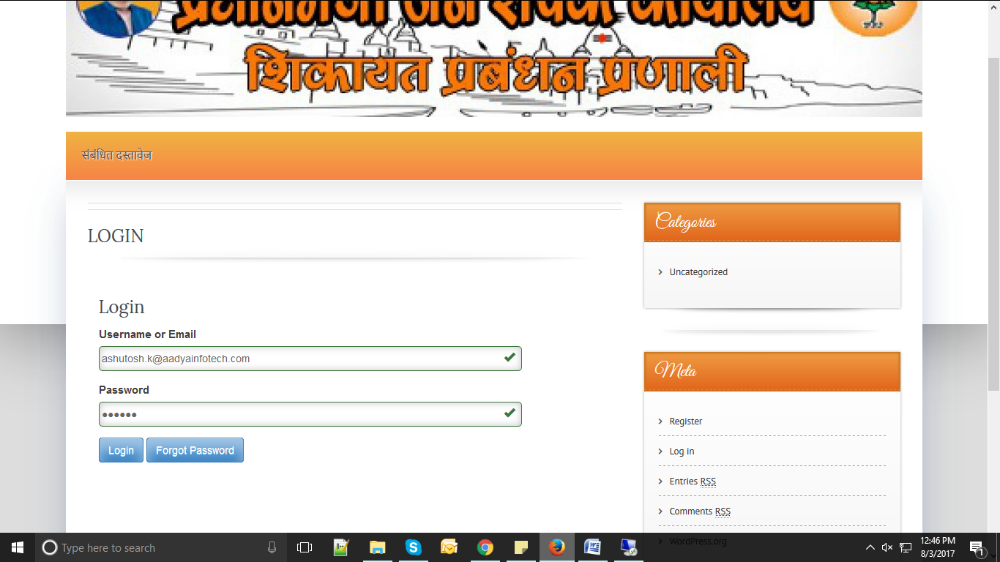 शिकायत प्रबंधन प्रणाली
संबंधित दस्तावेज
LOGIN
Login
Username or Email
ashutosh.k@aadyainfotech.com
Password
Login
Forgot Password
Categories
Uncategorized
Meta
Register
Log in
Entries RSS
Comments RSS
WordPress.org
Type here to search
12:46 PM
8/3/2017
1